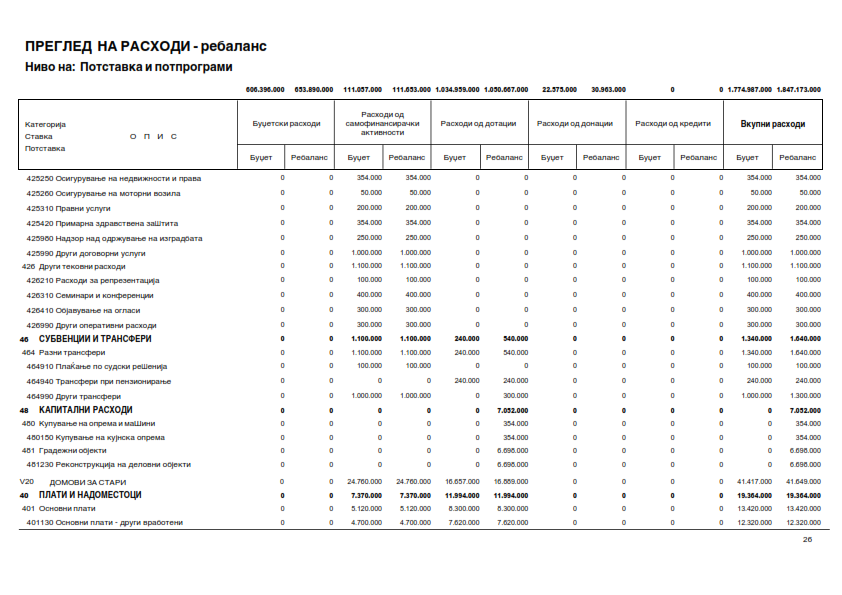 ПРЕГЛЕД НА РАСХОДИ - ребаланс
Ниво на: Потставка и потпрограми
606.396.000 653.890.000 111.057.000 111.653.000 1.034.959.000 1.050.667.000 22.575.000 30.963.000 0 0 1.774.987.000 1.847.173.000
Категорија
Ставка О П И С
Потставка
Буџетски расходи
Расходи од самофинансирачки активности
Расходи од дотации
Расходи од донации
Расходи од кредити
Вкупни расходи
Буџет Ребаланс Буџет Ребаланс Буџет Ребаланс Буџет Ребаланс Буџет Ребаланс Буџет Ребаланс
425250 Осигурување на недвижности и права 0 0 354.000 354.000 0 0 0 0 0 0 354.000 354.000
425260 Осигурување на моторни возила 0 0 50.000 50.000 0 0 0 0 0 0 50.000 50.000
425310 Правни услуги 0 0 200.000 200.000 0 0 0 0 0 0 200.000 200.000
425420 Примарна здравствена заШтита 0 0 354.000 354.000 0 0 0 0 0 0 354.000 354.000
425980 Надзор над одржување на изградбата 0 0 250.000 250.000 0 0 0 0 0 0 250.000 250.000
425990 Други договорни услуги 0 0 1.000.000 1.000.000 0 0 0 0 0 0 1.000.000 1.000.000
426 Други тековни расходи 0 0 1.100.000 1.100.000 0 0 0 0 0 0 1.100.000 1.100.000
426210 Расходи за репрезентација 0 0 100.000 100.000 0 0 0 0 0 0 100.000 100.000
426310 Семинари и конференции 0 0 400.000 400.000 0 0 0 0 0 0 400.000 400.000
426410 Објавување на огласи 0 0 300.000 300.000 0 0 0 0 0 0 300.000 300.000
426990 Други оперативни расходи 0 0 300.000 300.000 0 0 0 0 0 0 300.000 300.000
46 СУБВЕНЦИИ И ТРАНСФЕРИ 0 0 1.100.000 1.100.000 240.000 540.000 0 0 0 0 1.340.000 1.640.000
464 Разни трансфери 0 0 1.100.000 1.100.000 240.000 540.000 0 0 0 0 1.340.000 1.640.000
464910 ПлаЌање по судски реШенија 0 0 100.000 100.000 0 0 0 0 0 0 100.000 100.000
464940 Трансфери при пензионирање 0 0 0 0 240.000 240.000 0 0 0 0 240.000 240.000
464990 Други трансфери 0 0 1.000.000 1.000.000 0 300.000 0 0 0 0 1.000.000 1.300.000
48 КАПИТАЛНИ РАСХОДИ 0 0 0 0 0 7.052.000 0 0 0 0 0 7.052.000
480 Купување на опрема и маШини 0 0 0 0 0 354.000 0 0 0 0 0 354.000
480150 Купување на кујнска опрема 0 0 0 0 0 354.000 0 0 0 0 0 354.000
481 Градежни објекти 0 0 0 0 0 6.698.000 0 0 0 0 0 6.698.000
481230 Реконструкција на деловни објекти 0 0 0 0 0 6.698.000 0 0 0 0 0 6.698.000
V20 ДОМОВИ ЗА СТАРИ 0 0 24.760.000 24.760.000 16.657.000 16.889.000 0 0 0 0 41.417.000 41.649.000
40 ПЛАТИ И НАДОМЕСТОЦИ 0 0 7.370.000 7.370.000 11.994.000 11.994.000 0 0 0 0 19.364.000 19.364.000
401 Основни плати 0 0 5.120.000 5.120.000 8.300.000 8.300.000 0 0 0 0 13.420.000 13.420.000
401130 Основни плати - други вработени 0 0 4.700.000 4.700.000 7.620.000 7.620.000 0 0 0 0 12.320.000 12.320.000
26